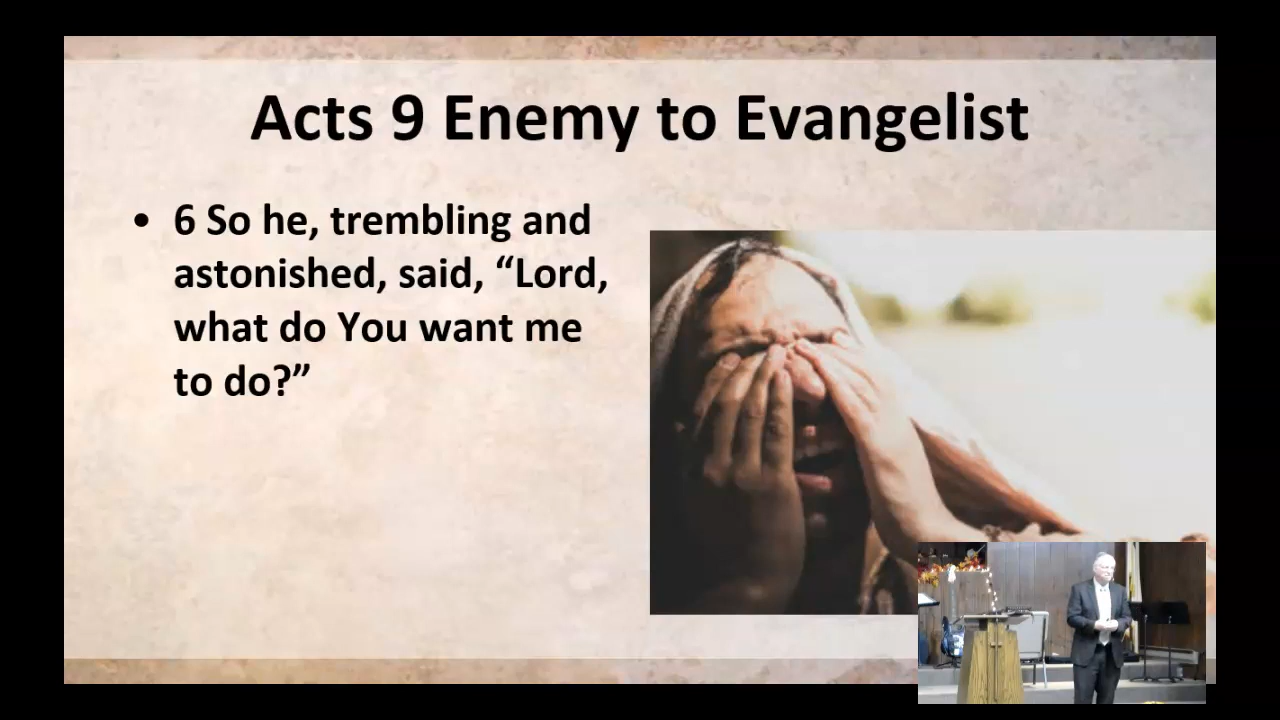 Acts 9 Enemy to Evangelist
• 6 So he, trembling and
astonished, said, “Lord,
what do You want me
to do?”